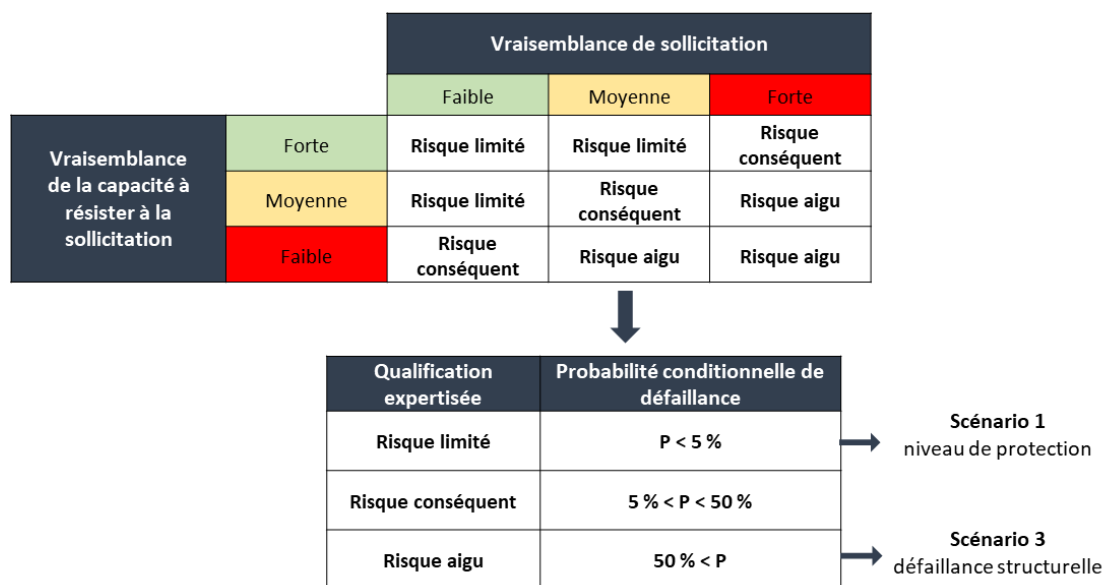 Vraisemblance de sollicitation
Faible
Moyenne
Forte
Vraisemblance
de la capacité à
résister à la
sollicitation
Forte
Risque limité
Risque limité
Risque
conséquent
Moyenne
Risque limité
Risque
conséquent
Risque aigu
Faible
Risque
conséquent
Risque aigu
Risque aigu
Qualification
expertisée
Probabilité conditionnelle de
défaillance
Risque limité
P < 5 %
Scénario 1
niveau de protection
Risque conséquent
5 % < P < 50 %
Risque aigu
50 % < P
Scénario 3
défaillance structurelle